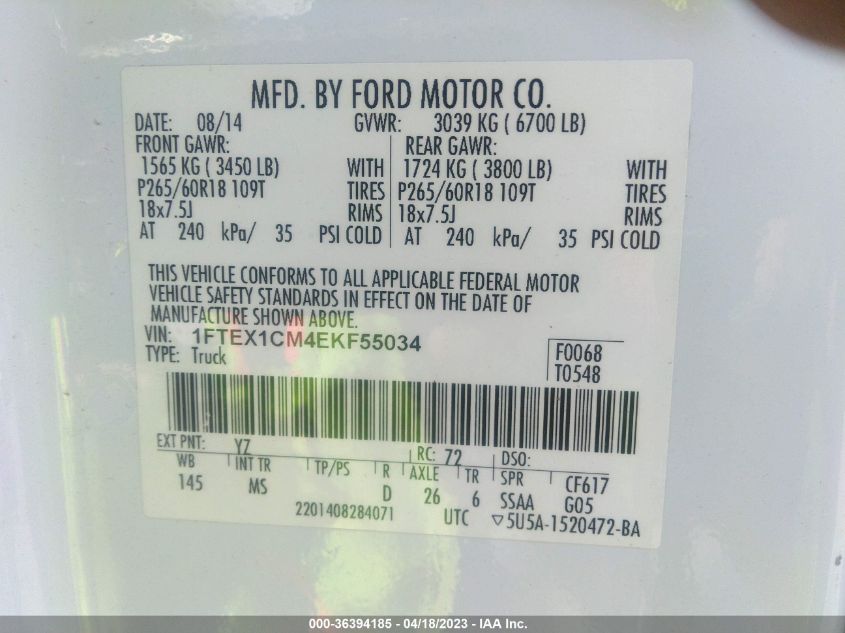 MFD. BY FORD MOTOR CO.
DATE: 08/14 GVWR: 3039 KG ( 6700 LB)
FRONT GAWR: REAR GAWR:
1565 KG ( 3450 LB) WITH 1724 KG ( 3800 LB) WITH
P265/60R18 109T TIRES P265/60R18 109T TIRES
18x7.5J RIMS 18x7.5J RIMS
AT 240 kPa/ 35 PSI COLD AT 240 kPa/ 35 PSI COLD
THIS VEHICLE CONFORMS TO ALL APPLICABLE FEDERAL MOTOR
VEHICLE SAFETY STANDARDS IN EFFECT ON THE DATE OF
MANUFACTURE SHOWN ABOVE.
VIN: 1FTEX1CM4EKF55034
TYPE: Truck
F0068
T0548
EXT PNT: YZ RC: 72 DSO:
WB INT TR TP/PS R AXLE TR SPR CF617
145 MS D 26 6 SSAA G05
2201408284071 UTC ▽5U5A-1520472-BA
000-36394185 - 04/18/2023 - IAA Inc.